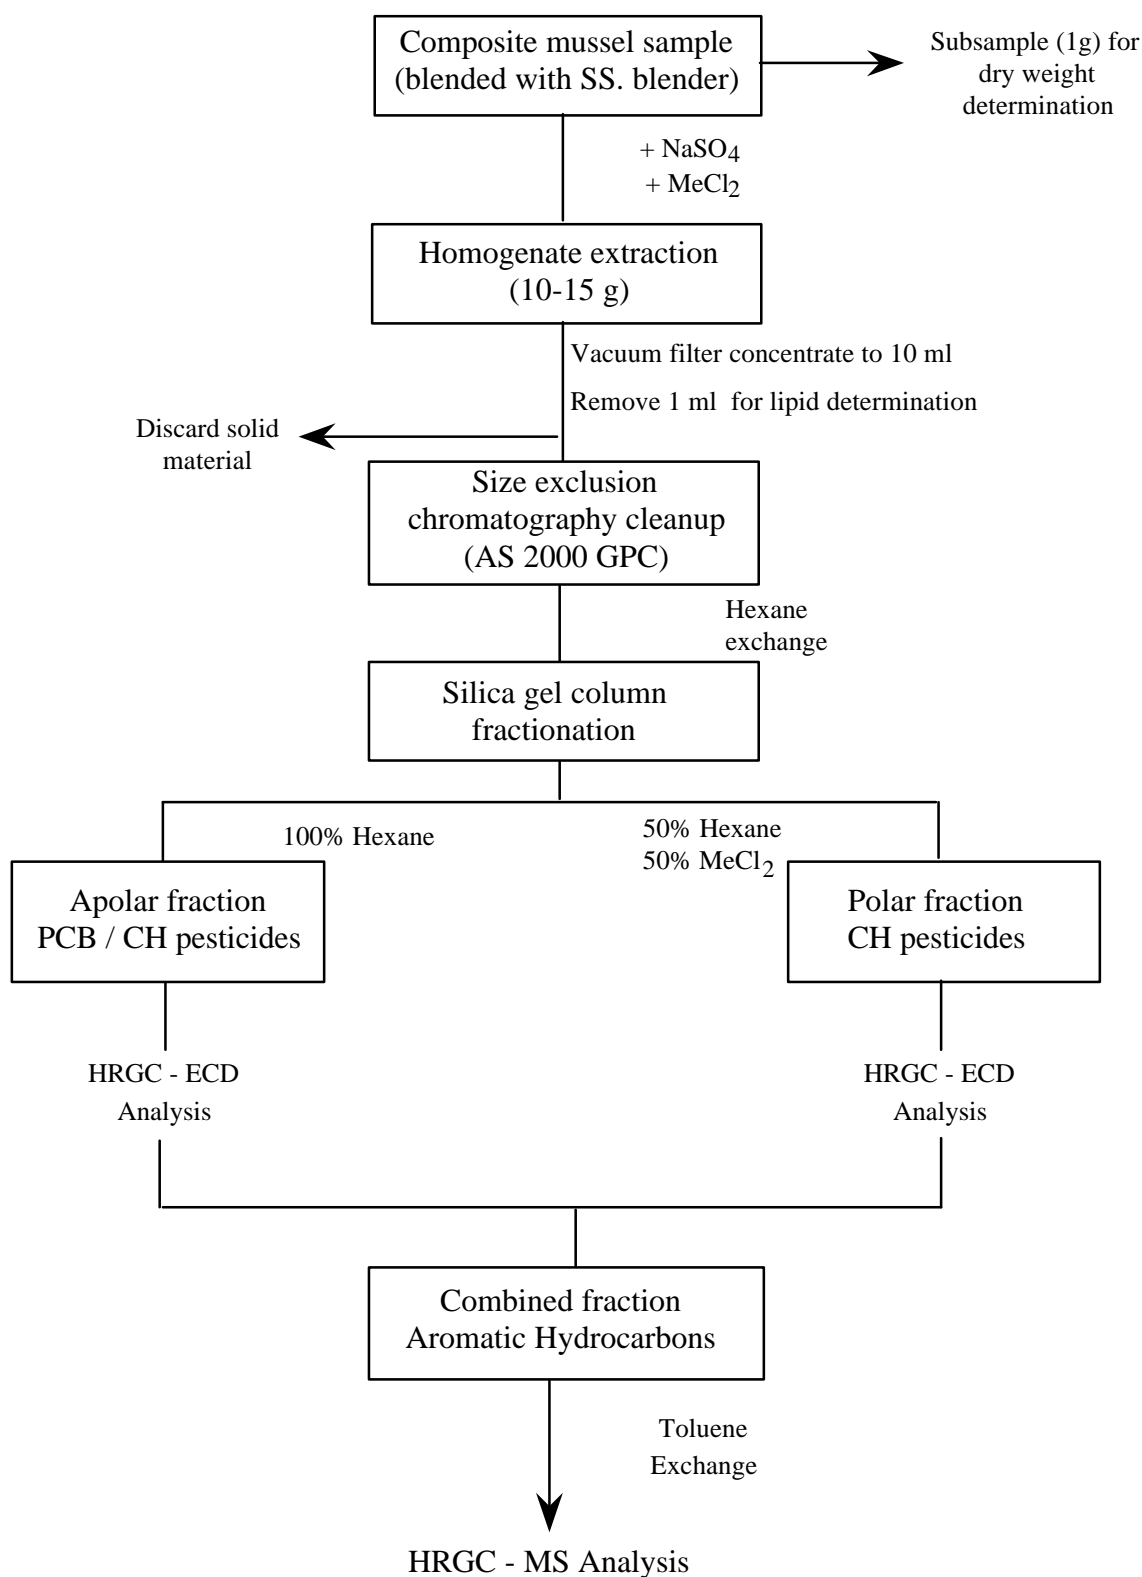 Composite mussel sample
(blended with SS. blender)
Subsample (1g) for
dry weight
determination
+ NaSO4
+ MeCl2
Homogenate extraction
(10-15 g)
Vacuum filter concentrate to 10 ml
Remove 1 ml for lipid determination
Discard solid
material
Size exclusion
chromatography cleanup
(AS 2000 GPC)
Hexane
exchange
Silica gel column
fractionation
100% Hexane
50% Hexane
50% MeCl2
Apolar fraction
PCB / CH pesticides
Polar fraction
CH pesticides
HRGC - ECD
Analysis
HRGC - ECD
Analysis
Combined fraction
Aromatic Hydrocarbons
Toluene
Exchange
HRGC - MS Analysis